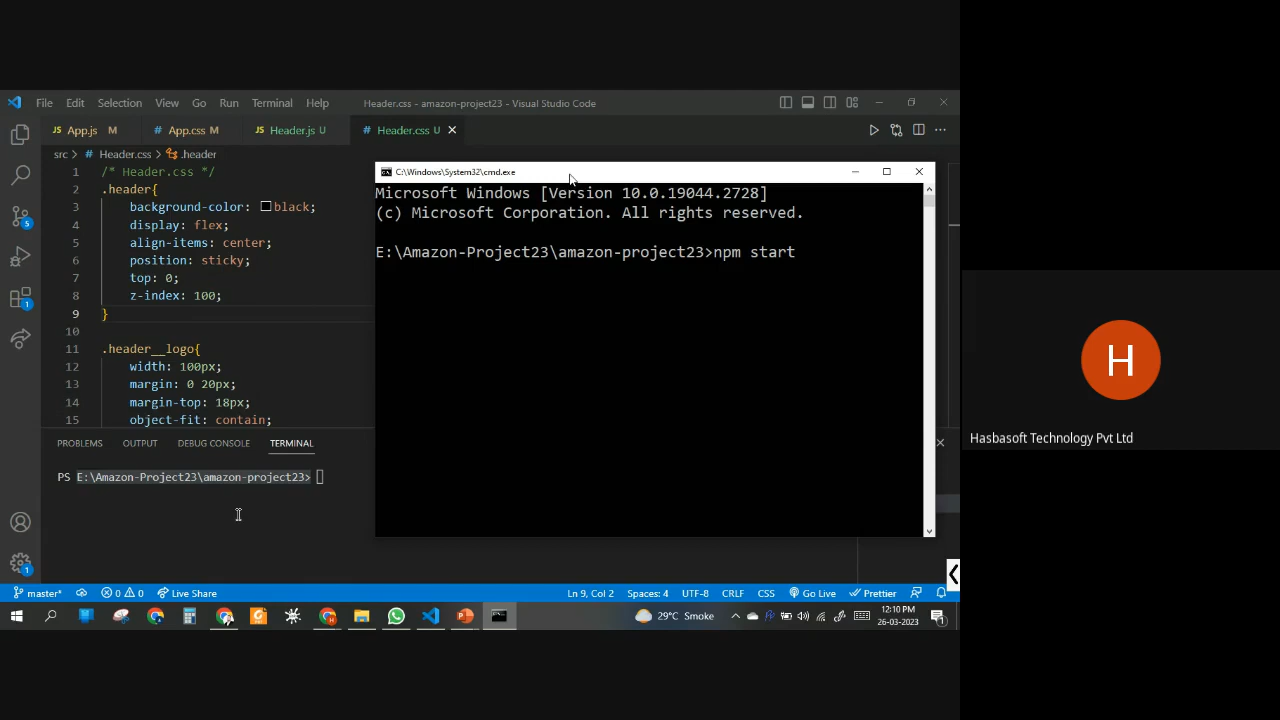 File Edit Selection View Go Run Terminal Help Header.css - amazon-project23 - Visual Studio Code
JS App.js M # App.css M JS Header.js U # Header.css U
src > # Header.css > .header
1 /* Header.css */
2 .header{
3 background-color: black;
4 display: flex;
5 align-items: center;
6 position: sticky;
7 top: 0;
8 z-index: 100;
9 }
10
11 .header__logo{
12 width: 100px;
13 margin: 0 20px;
14 margin-top: 18px;
15 object-fit: contain;
C:\Windows\System32\cmd.exe
Microsoft Windows [Version 10.0.19044.2728]
(c) Microsoft Corporation. All rights reserved.
E:\Amazon-Project23\amazon-project23>npm start
PROBLEMS OUTPUT DEBUG CONSOLE TERMINAL
PS E:\Amazon-Project23\amazon-project23>
5
1
1
master* 0 0 Live Share Ln 9, Col 2 Spaces: 4 UTF-8 CRLF CSS Go Live Prettier
29°C Smoke 12:10 PM
26-03-2023
1
H
Hasbasoft Technology Pvt Ltd